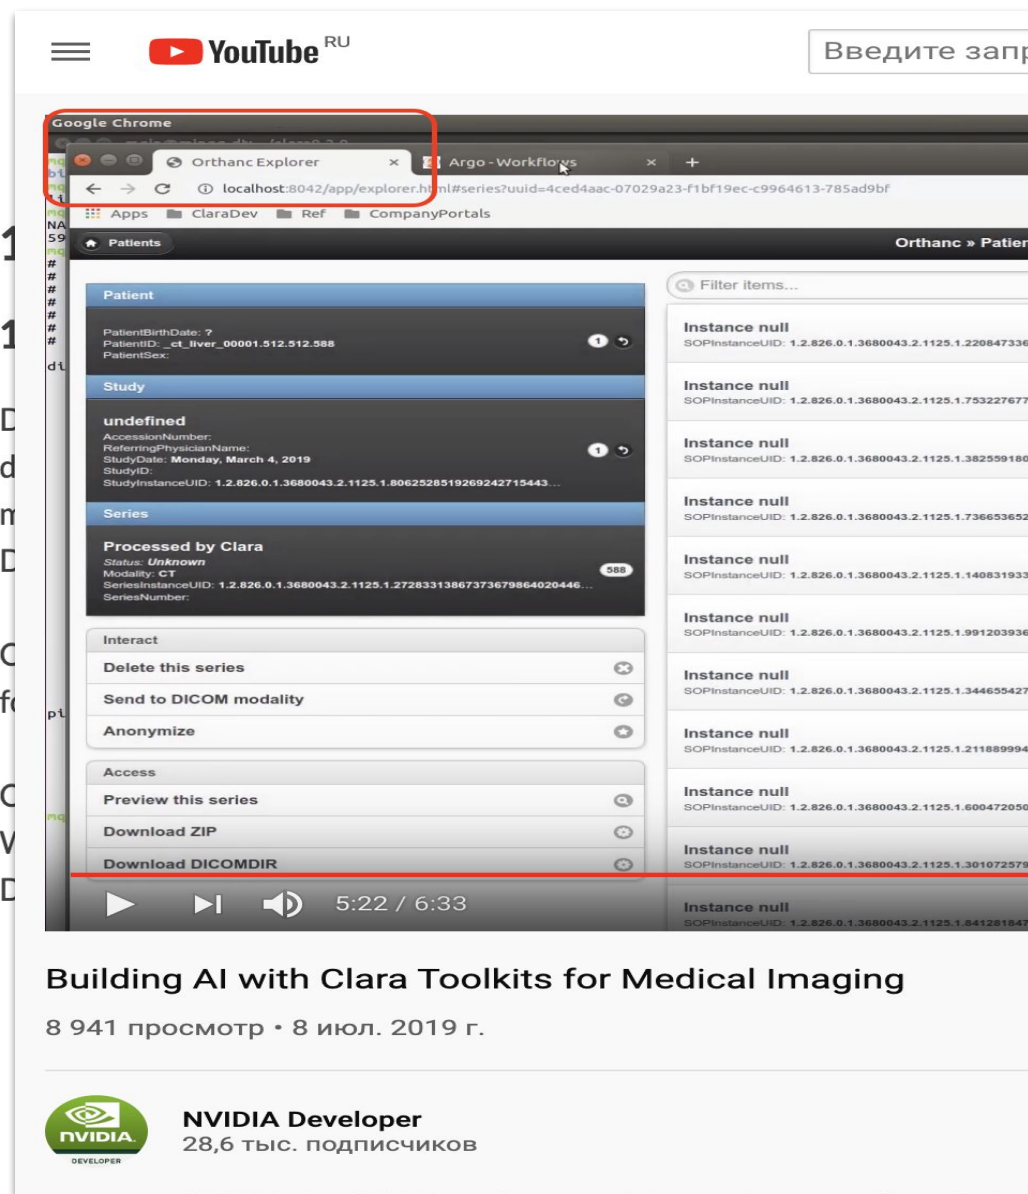 YouTube RU
Введите запр
Google Chrome
Orthanc Explorer × Argo - Workflows × +
localhost:8042/app/explorer.html#series?uuid=4ced4aac-07029a23-f1bf19ec-c9964613-785ad9bf
Apps ClaraDev Ref CompanyPortals
Patients
Orthanc » Patien
Filter items...
Patient
PatientBirthDate: ?
PatientID: _ct_liver_00001.512.512.588
PatientSex:
1
Study
undefined
AccessionNumber:
ReferringPhysicianName:
StudyDate: Monday, March 4, 2019
StudyID:
StudyInstanceUID: 1.2.826.0.1.3680043.2.1125.1.8062528519269242715443...
1
Series
Processed by Clara
Status: Unknown
Modality: CT
SeriesInstanceUID: 1.2.826.0.1.3680043.2.1125.1.27283313867373679864020446...
SeriesNumber:
588
Interact
Delete this series
Send to DICOM modality
Anonymize
Access
Preview this series
Download ZIP
Download DICOMDIR
Instance null
SOPInstanceUID: 1.2.826.0.1.3680043.2.1125.1.220847336
Instance null
SOPInstanceUID: 1.2.826.0.1.3680043.2.1125.1.753227677
Instance null
SOPInstanceUID: 1.2.826.0.1.3680043.2.1125.1.382559180
Instance null
SOPInstanceUID: 1.2.826.0.1.3680043.2.1125.1.736653652
Instance null
SOPInstanceUID: 1.2.826.0.1.3680043.2.1125.1.140831933
Instance null
SOPInstanceUID: 1.2.826.0.1.3680043.2.1125.1.991203936
Instance null
SOPInstanceUID: 1.2.826.0.1.3680043.2.1125.1.344655427
Instance null
SOPInstanceUID: 1.2.826.0.1.3680043.2.1125.1.211889994
Instance null
SOPInstanceUID: 1.2.826.0.1.3680043.2.1125.1.600472050
Instance null
SOPInstanceUID: 1.2.826.0.1.3680043.2.1125.1.301072579
Instance null
SOPInstanceUID: 1.2.826.0.1.3680043.2.1125.1.841281847
5:22 / 6:33
Building AI with Clara Toolkits for Medical Imaging
8 941 просмотр • 8 июл. 2019 г.
NVIDIA.
DEVELOPER
NVIDIA Developer
28,6 тыс. подписчиков